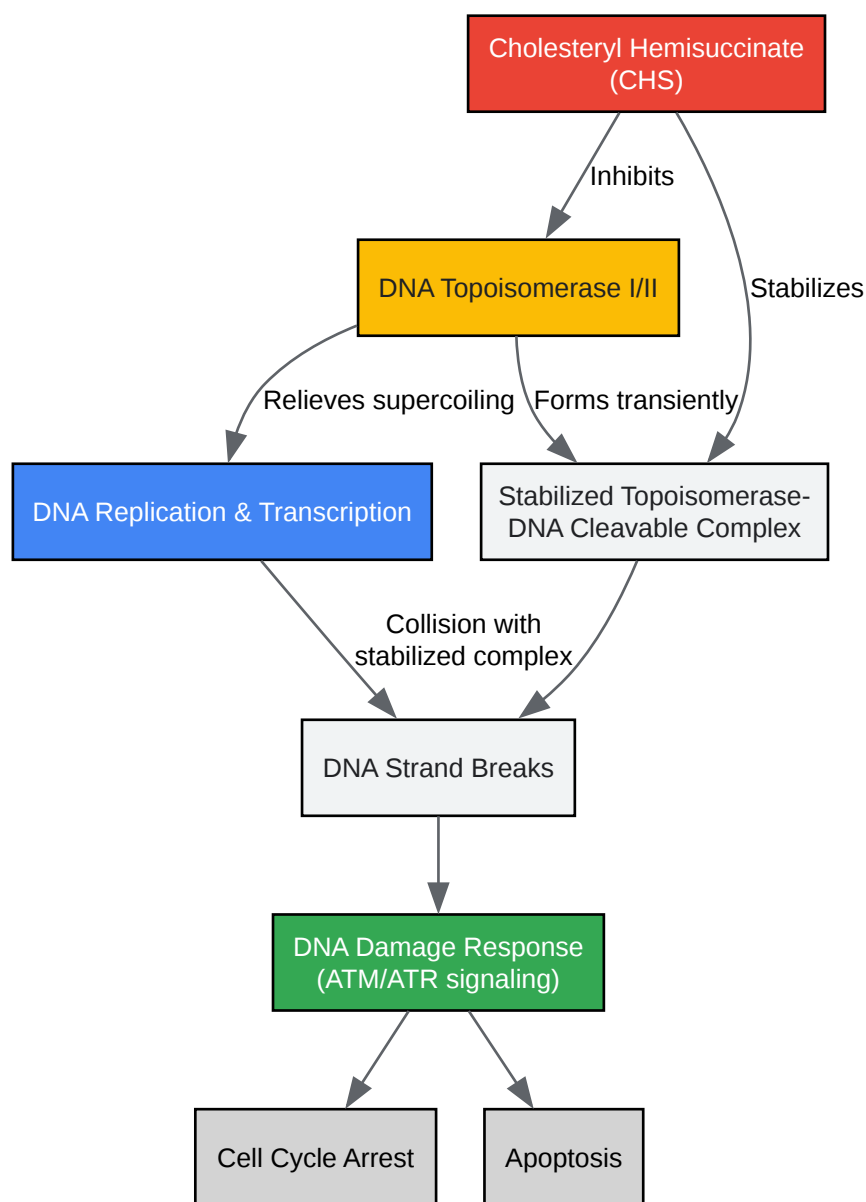 Cholesteryl Hemisuccinate
(CHS)
Inhibits
DNA Topoisomerase I/II
Stabilizes
Relieves supercoiling
Forms transiently
DNA Replication & Transcription
Stabilized Topoisomerase-
DNA Cleavable Complex
Collision with
stabilized complex
DNA Strand Breaks
DNA Damage Response
(ATM/ATR signaling)
Cell Cycle Arrest
Apoptosis